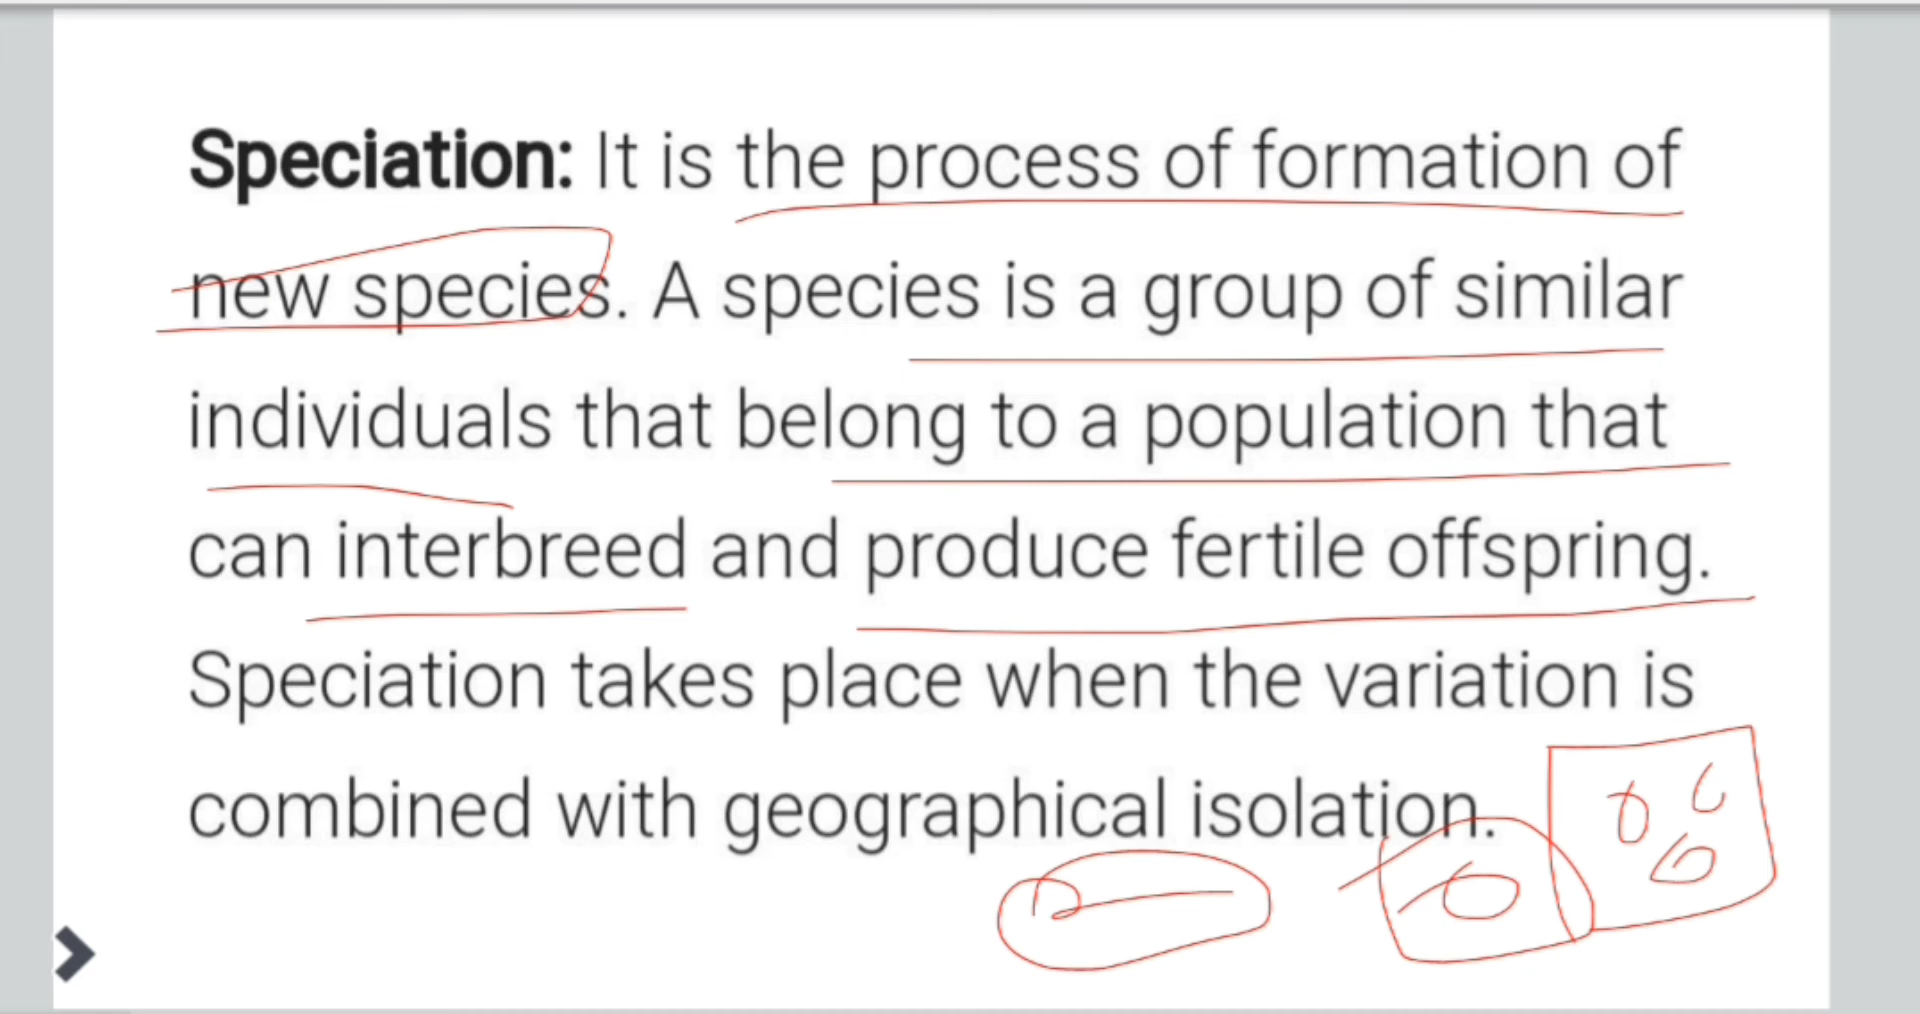 Speciation: It is the process of formation of
new species. A species is a group of similar
individuals that belong to a population that
can interbreed and produce fertile offspring.
Speciation takes place when the variation is
combined with geographical isolation.